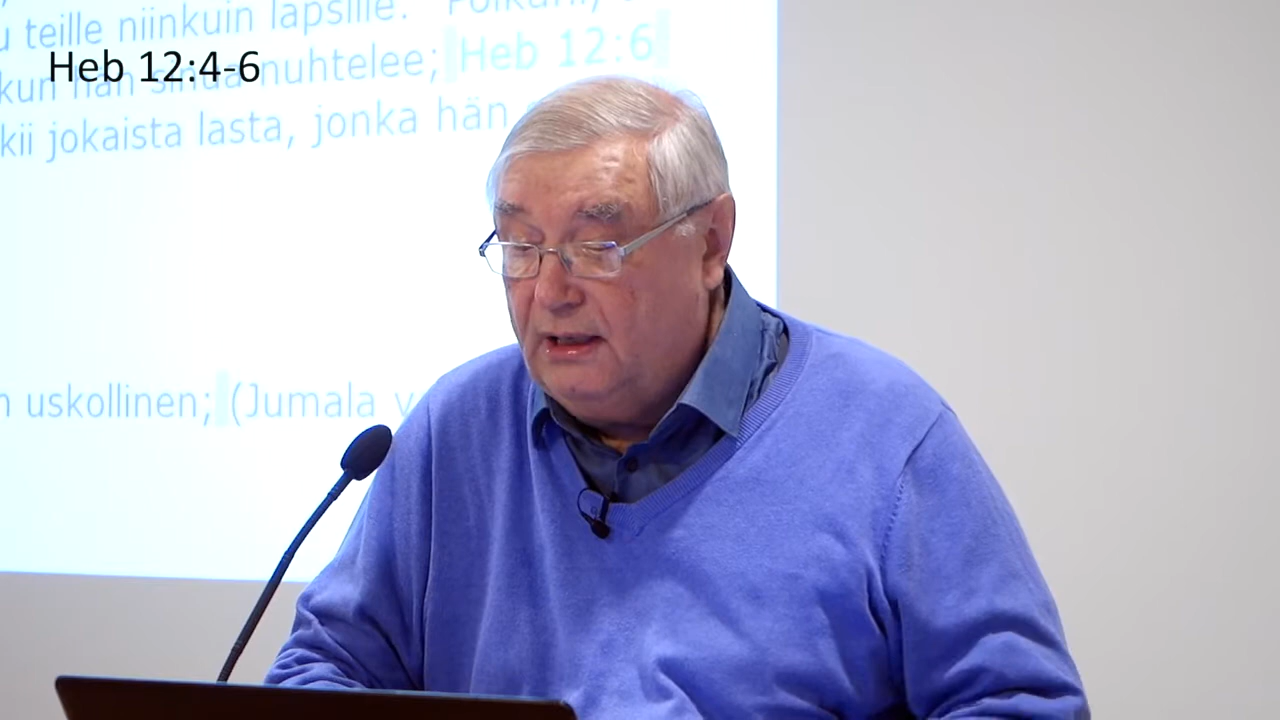 u teille niinkuin lapsille:
Heb 12:4-6
kun hän sinua nuhtelee; Heb 12:6
kii jokaista lasta, jonka hän
n uskollinen; (Jumala v